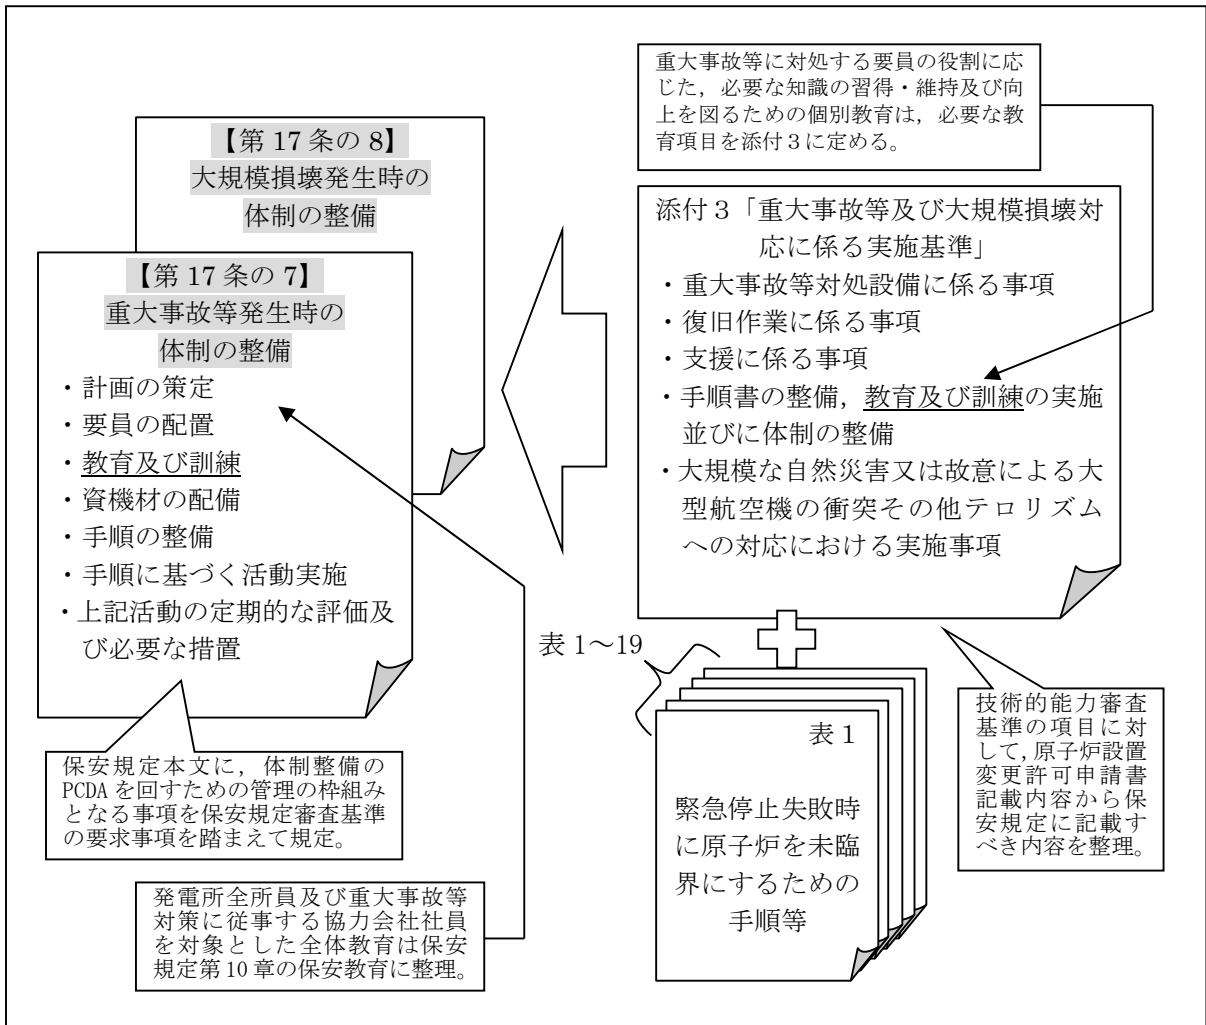 【第 17 条の 8】
大規模損壊発生時の
体制の整備
【第 17 条の 7】
重大事故等発生時の
体制の整備
・計画の策定
・要員の配置
・教育及び訓練
・資機材の配備
・手順の整備
・手順に基づく活動実施
・上記活動の定期的な評価及
び必要な措置
保安規定本文に，体制整備の
PCDA を回すための管理の枠組み
となる事項を保安規定審査基準
の要求事項を踏まえて規定。
発電所全所員及び重大事故等
対策に従事する協力会社社員
を対象とした全体教育は保安
規定第 10 章の保安教育に整理。
重大事故等に対処する要員の役割に応
じた，必要な知識の習得・維持及び向
上を図るための個別教育は，必要な教
育項目を添付３に定める。
添付３「重大事故等及び大規模損壊対
応に係る実施基準」
・重大事故等対処設備に係る事項
・復旧作業に係る事項
・支援に係る事項
・手順書の整備，教育及び訓練の実施
並びに体制の整備
・大規模な自然災害又は故意による大
型航空機の衝突その他テロリズム
への対応における実施事項
表 1～19
表１
緊急停止失敗時
に原子炉を未臨
界にするための
手順等
技術的能力審査
基準の項目に対
して，原子炉設置
変更許可申請書
記載内容から保
安規定に記載す
べき内容を整理。